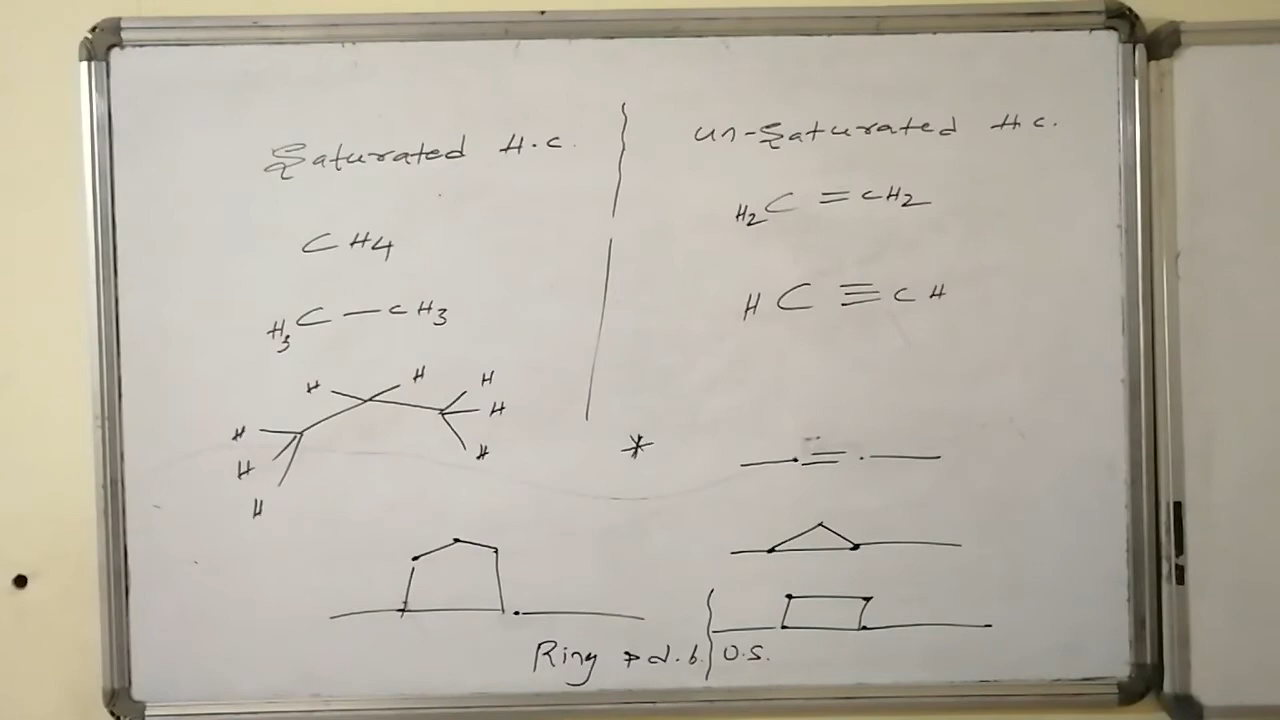 Saturated H.C.
CH4
H3C — CH3
H H H
H H
H H
H
un-Saturated H.C.
H2C = CH2
HC ≡ CH
*
Ring → d.b. U.S.